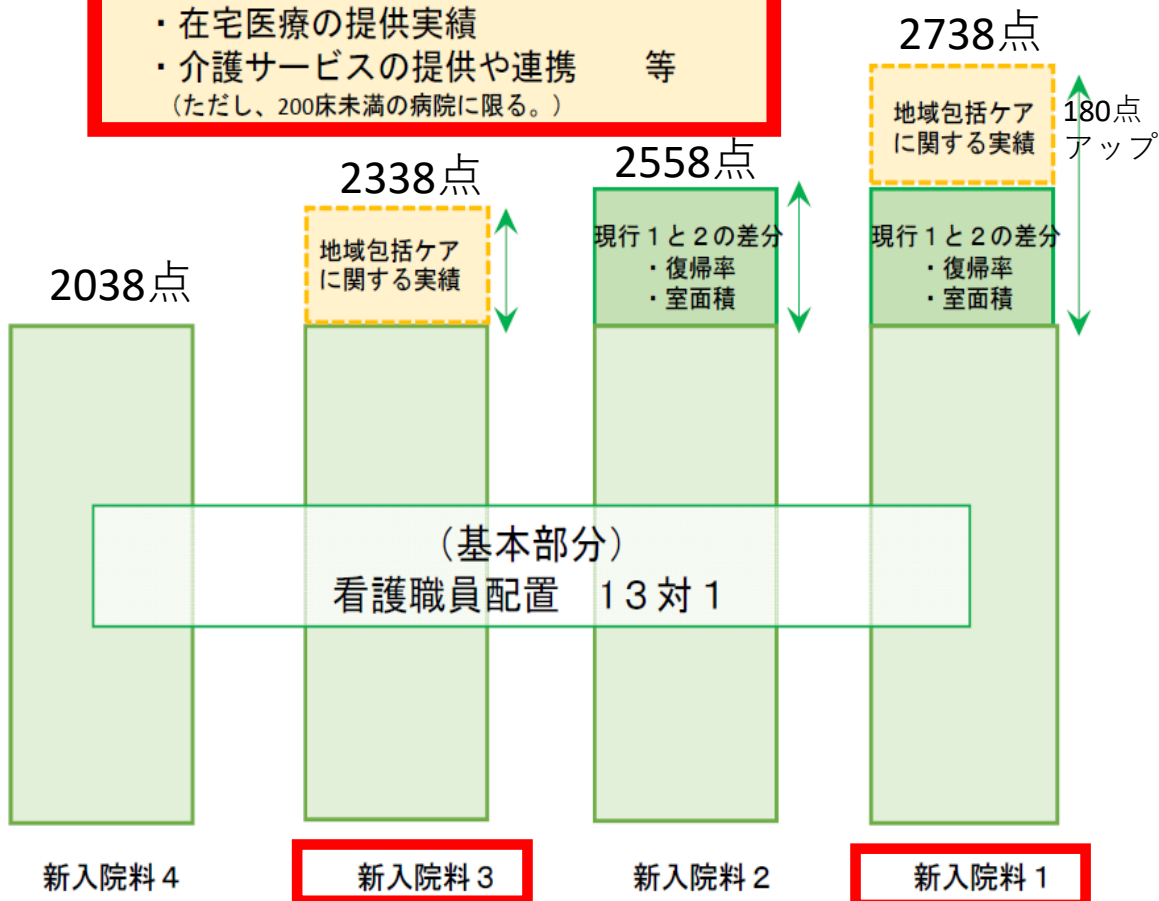 ・在宅医療の提供実績
・介護サービスの提供や連携　　等
（ただし、200床未満の病院に限る。）
2738点
地域包括ケア
に関する実績
180点
アップ
2338点
2558点
地域包括ケア
に関する実績
現行１と２の差分
・復帰率
・室面積
現行１と２の差分
・復帰率
・室面積
2038点
（基本部分）
看護職員配置　１３対１
新入院料４
新入院料３
新入院料２
新入院料１